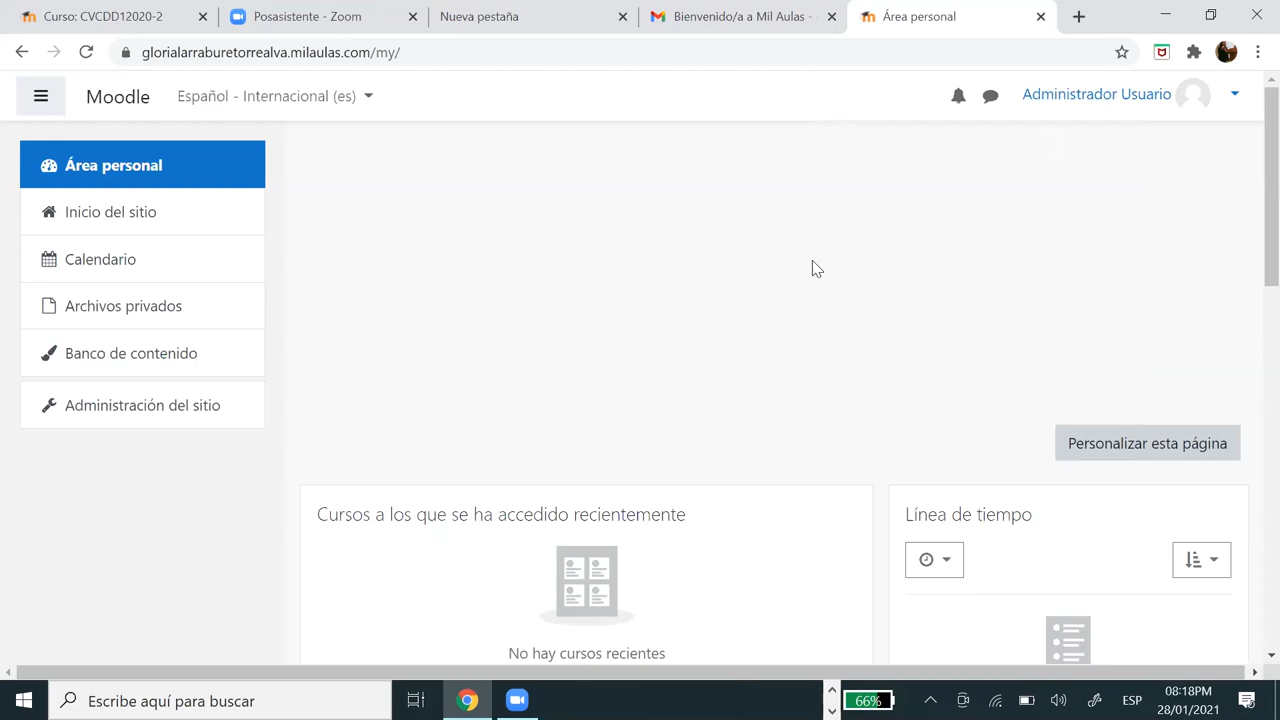 Curso: CVCDD12020-2
Posasistente - Zoom
Nueva pestaña
Bienvenido/a a Mil Aulas -
Área personal
glorialarraburetorrealva.milaulas.com/my/
Moodle
Español - Internacional (es)
Administrador Usuario
Área personal
Inicio del sitio
Calendario
Archivos privados
Banco de contenido
Administración del sitio
Personalizar esta página
Cursos a los que se ha accedido recientemente
No hay cursos recientes
Línea de tiempo
Escribe aquí para buscar
66%
ESP
08:18PM
28/01/2021